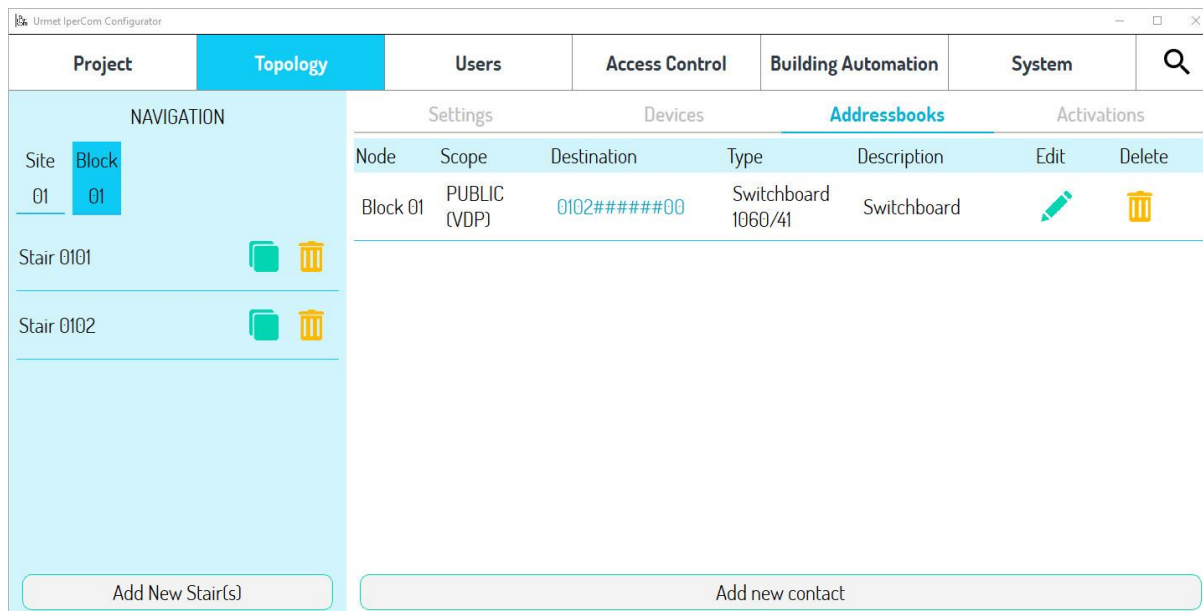 Urmet IperCom Configurator
Project Topology Users Access Control Building Automation System
NAVIGATION
Settings Devices Addressbooks Activations
Site Block
01 01
Node Scope Destination Type Description Edit Delete
Block 01 PUBLIC (VDP) 0102######00 Switchboard 1060/41 Switchboard
Stair 0101
Stair 0102
Add New Stair(s)
Add new contact